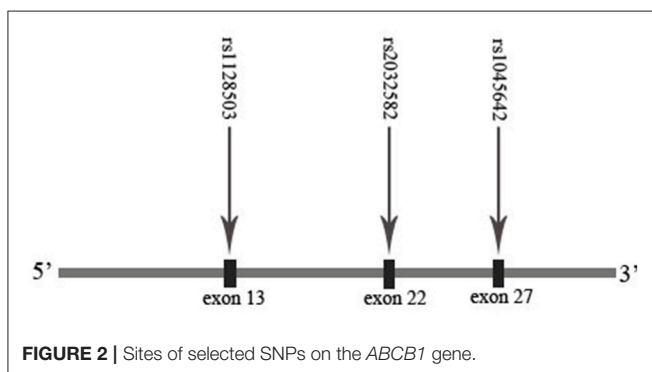 rs1128503
rs2032582
rs1045642
5’
3’
exon 13
exon 22
exon 27
FIGURE 2 | Sites of selected SNPs on the ABCB1 gene.